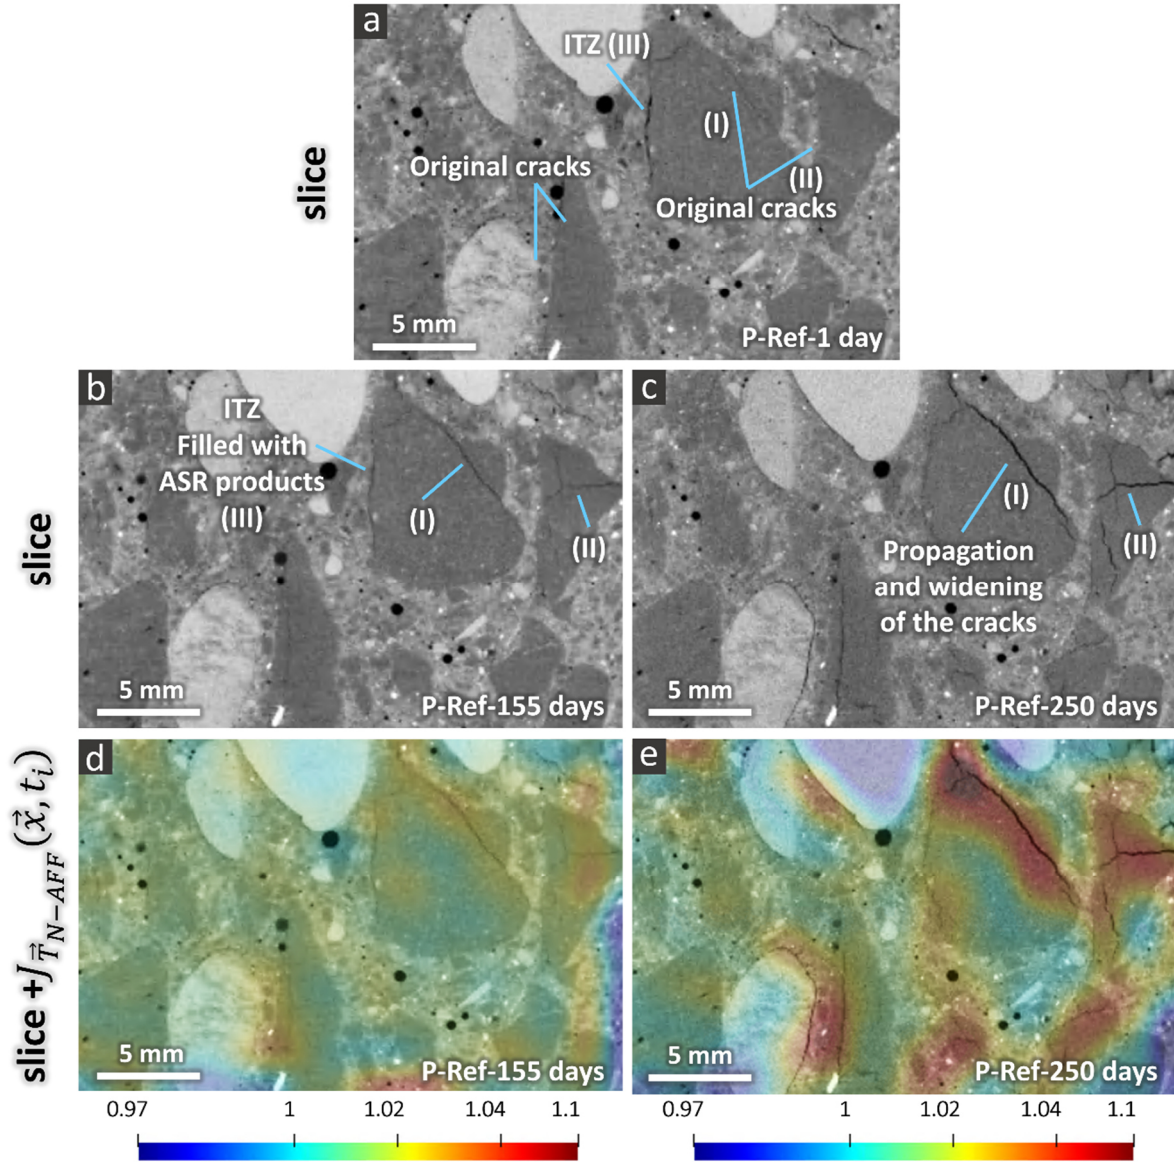 a
ITZ (III)
(I)
Original cracks
(II)
Original cracks
slice
5 mm
P-Ref-1 day
b
ITZ
Filled with
ASR products
(III)
(I)
(II)
slice
5 mm
P-Ref-155 days
c
(I)
(II)
Propagation
and widening
of the cracks
5 mm
P-Ref-250 days
d
slice +J_{\vec{T}_{N-AFF}}(\vec{x}, t_i)
5 mm
P-Ref-155 days
e
5 mm
P-Ref-250 days
0.97 1 1.02 1.04 1.1
0.97 1 1.02 1.04 1.1